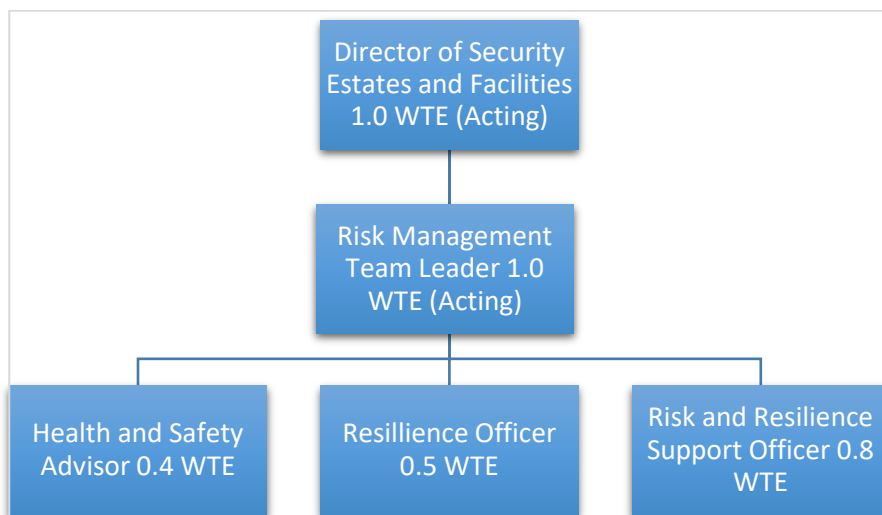 Director of Security
Estates and Facilities
1.0 WTE (Acting)
Risk Management
Team Leader 1.0
WTE (Acting)
Health and Safety
Advisor 0.4 WTE
Resillience Officer
0.5 WTE
Risk and Resilience
Support Officer 0.8
WTE